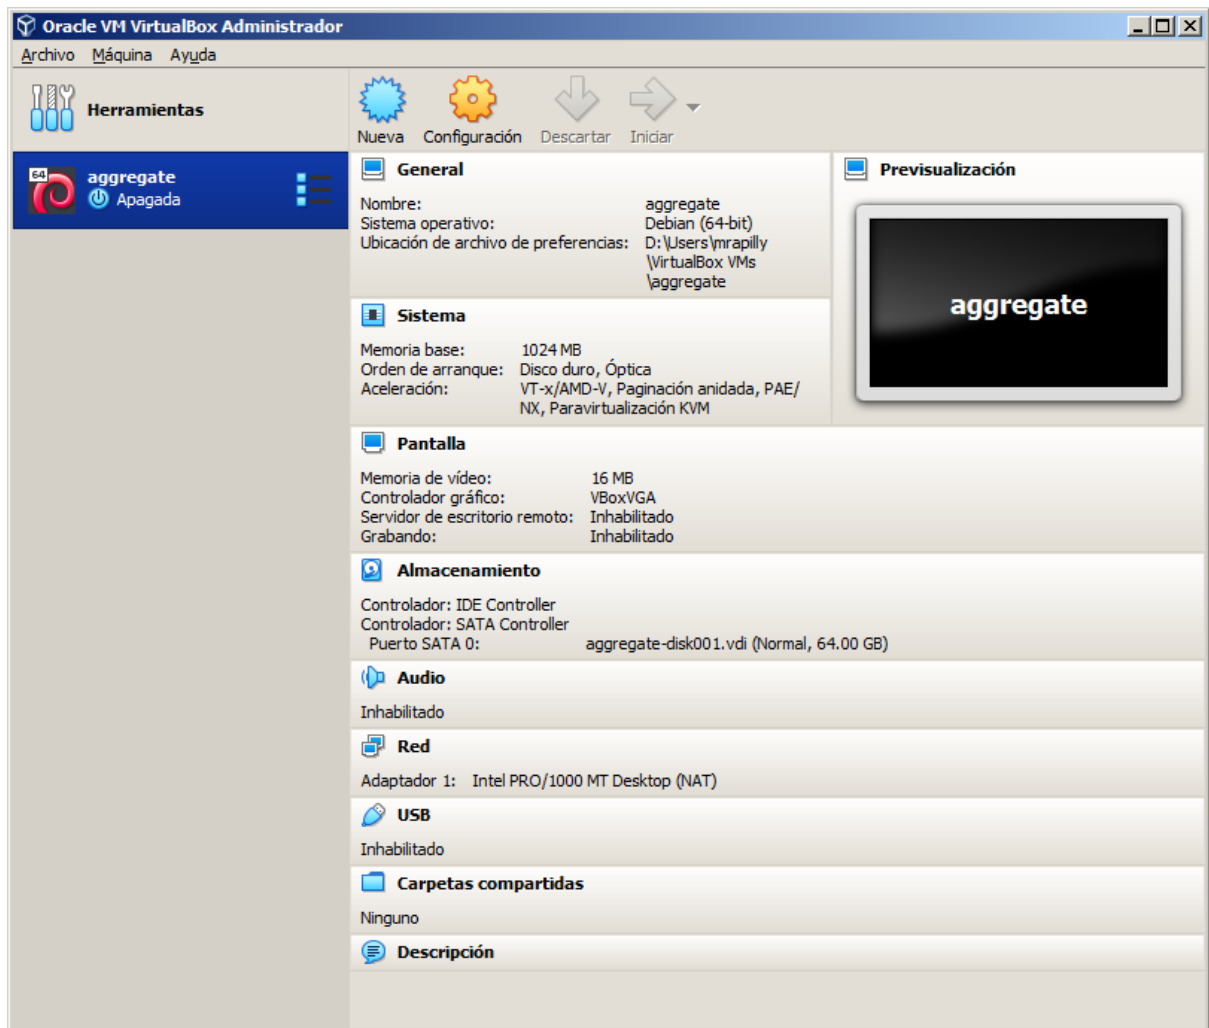 Oracle VM VirtualBox Administrador
Archivo Máquina Ayuda
Herramientas
Nueva Configuración Descartar Iniciar
64
aggregate
Apagada
General
Nombre: aggregate
Sistema operativo: Debian (64-bit)
Ubicación de archivo de preferencias: D:\Users\mrapilly
\VirtualBox VMs
\aggregate
Previsualización
aggregate
Sistema
Memoria base: 1024 MB
Orden de arranque: Disco duro, Óptica
Aceleración: VT-x/AMD-V, Paginación anidada, PAE/
NX, Paravirtualización KVM
Pantalla
Memoria de vídeo: 16 MB
Controlador gráfico: VBoxVGA
Servidor de escritorio remoto: Inhabilitado
Grabando: Inhabilitado
Almacenamiento
Controlador: IDE Controller
Controlador: SATA Controller
Puerto SATA 0: aggregate-disk001.vdi (Normal, 64.00 GB)
Audio
Inhabilitado
Red
Adaptador 1: Intel PRO/1000 MT Desktop (NAT)
USB
Inhabilitado
Carpetas compartidas
Ninguno
Descripción